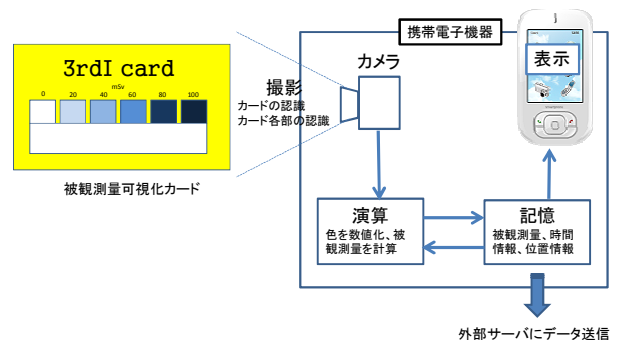 携帯電子機器
3rdI card
mSv
0 20 40 60 80 100
被観測量可視化カード
撮影
カードの認識
カード各部の認識
カメラ
表示
演算
色を数値化、被
観測量を計算
記憶
被観測量、時間
情報、位置情報
外部サーバにデータ送信